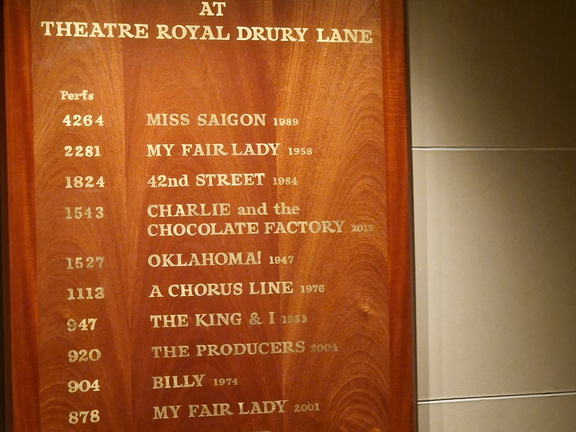 AT
THEATRE ROYAL DRURY LANE
Perfs
4264 MISS SAIGON 1989
2281 MY FAIR LADY 1958
1824 42nd STREET 1984
1543 CHARLIE and the
CHOCOLATE FACTORY 2013
1527 OKLAHOMA! 1947
1113 A CHORUS LINE 1976
947 THE KING & I 1953
920 THE PRODUCERS 2004
904 BILLY 1974
878 MY FAIR LADY 2001